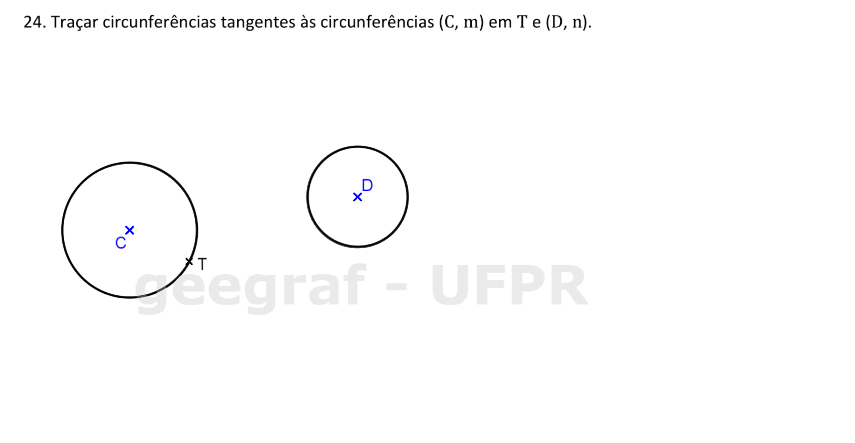 24. Traçar circunferências tangentes às circunferências (C, m) em T e (D, n).
D
C
T
geegraf - UFPR